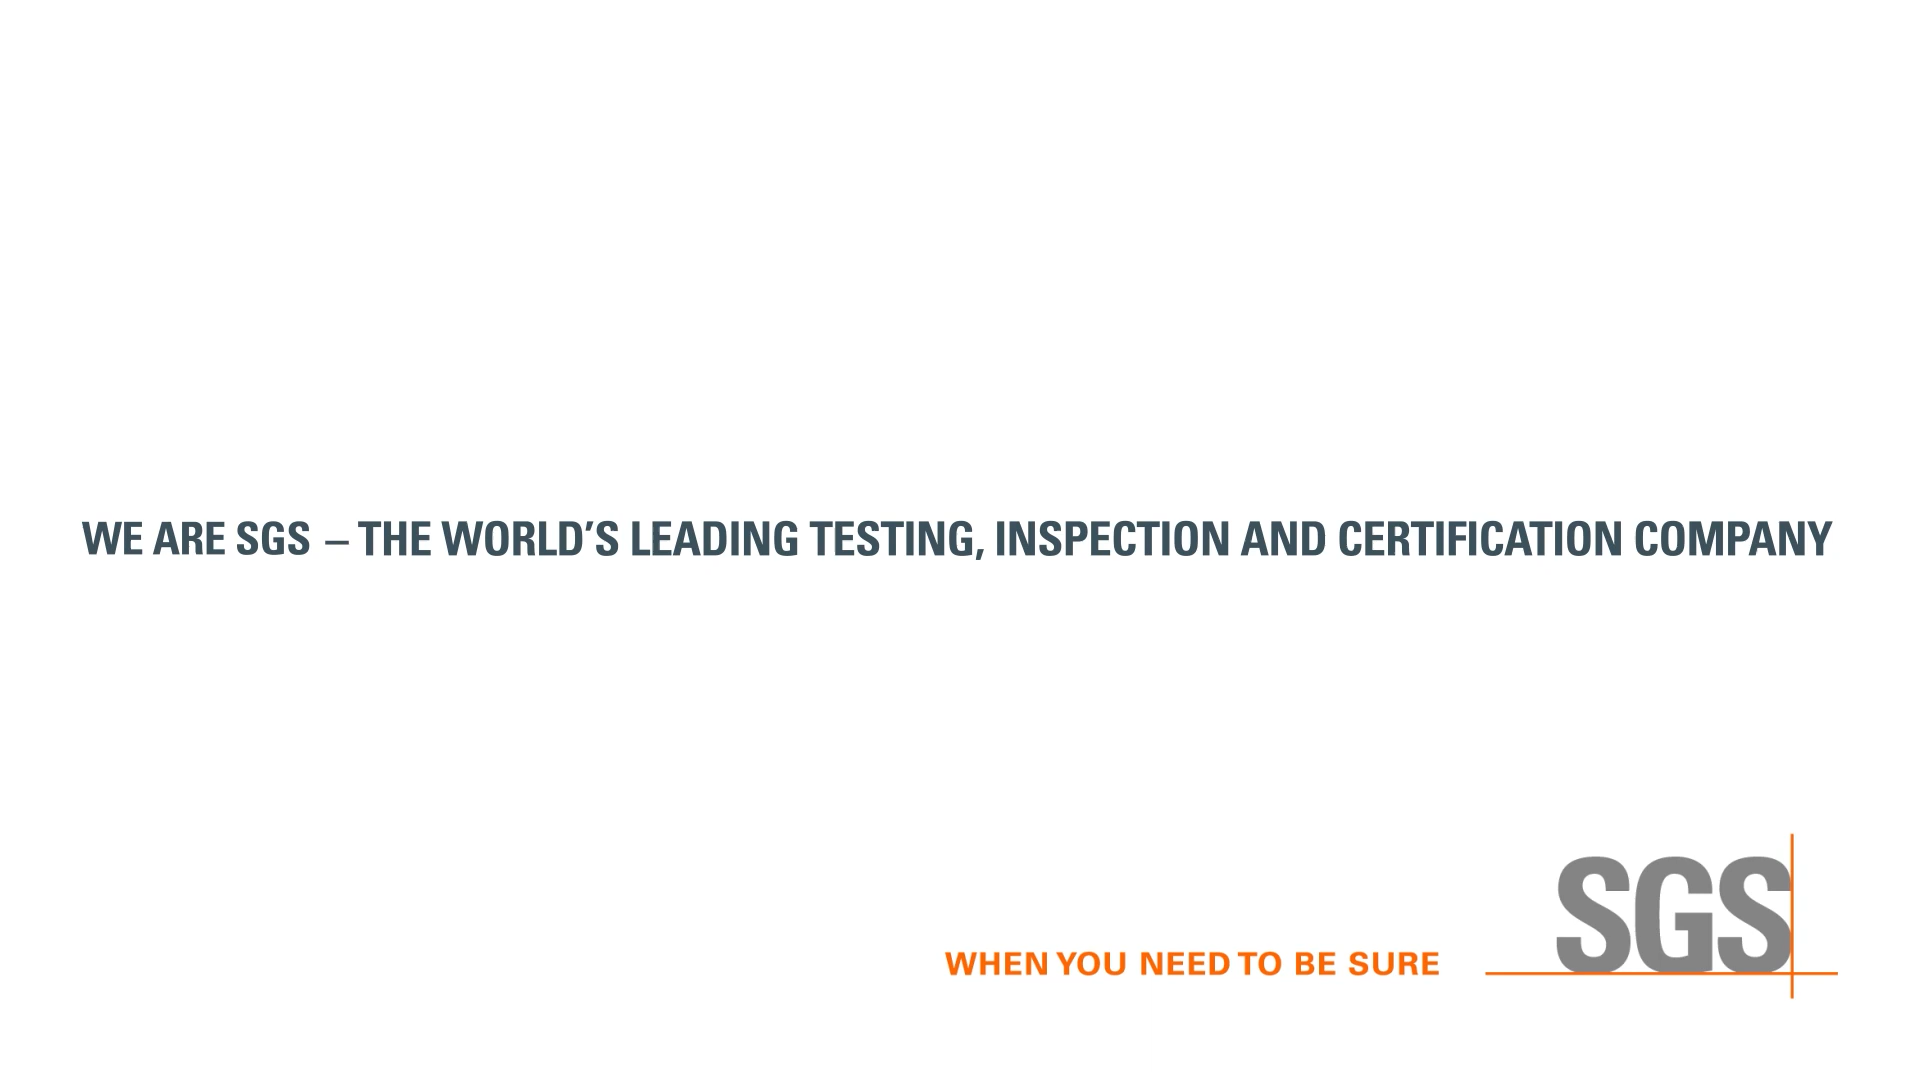 WE ARE SGS – THE WORLD’S LEADING TESTING, INSPECTION AND CERTIFICATION COMPANY
WHEN YOU NEED TO BE SURE
SGS